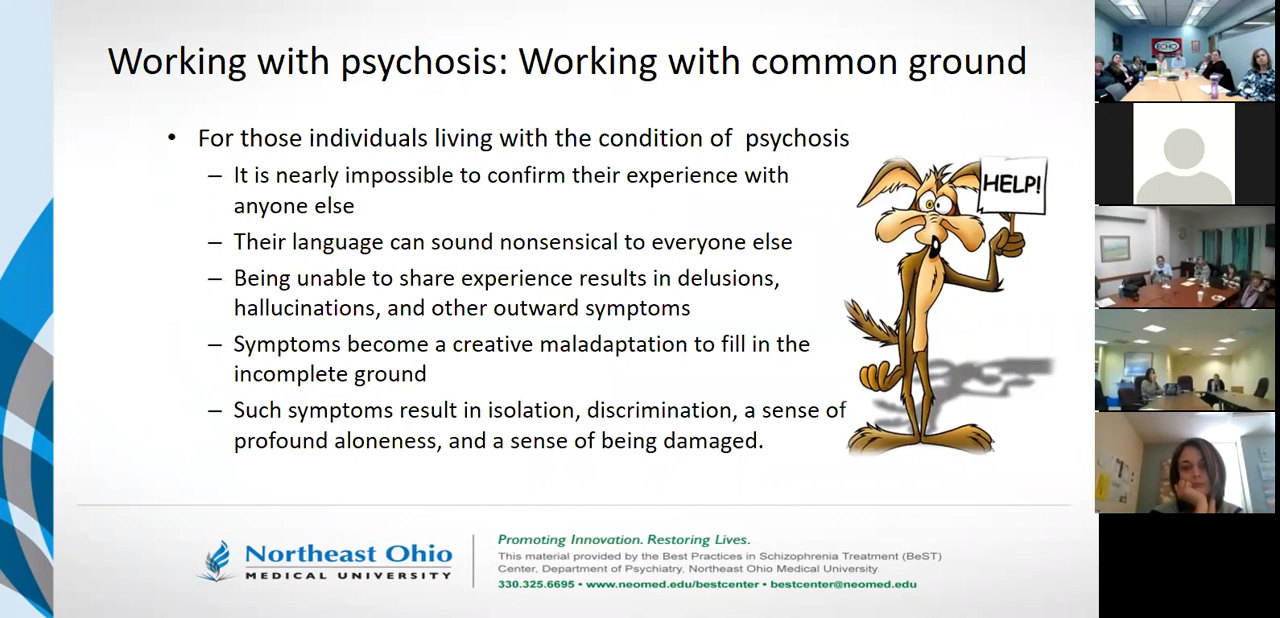 Working with psychosis: Working with common ground
• For those individuals living with the condition of psychosis
– It is nearly impossible to confirm their experience with
anyone else
– Their language can sound nonsensical to everyone else
– Being unable to share experience results in delusions,
hallucinations, and other outward symptoms
– Symptoms become a creative maladaptation to fill in the
incomplete ground
– Such symptoms result in isolation, discrimination, a sense of
profound aloneness, and a sense of being damaged.
HELP!
Northeast Ohio
MEDICAL UNIVERSITY
Promoting Innovation. Restoring Lives.
This material provided by the Best Practices in Schizophrenia Treatment (BeST)
Center, Department of Psychiatry, Northeast Ohio Medical University.
330.325.6695 • www.neomed.edu/bestcenter • bestcenter@neomed.edu
ECHO